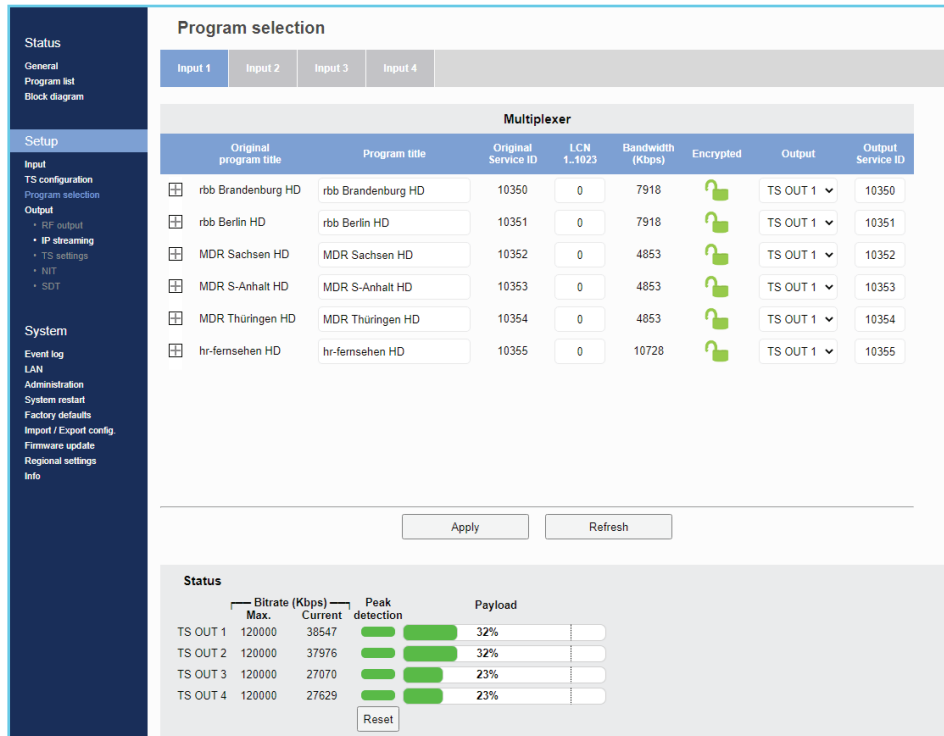 Status
General
Program list
Block diagram
Setup
Input
TS configuration
Program selection
Output
• RF output
• IP streaming
• TS settings
• NIT
• SDT
System
Event log
LAN
Administration
System restart
Factory defaults
Import / Export config.
Firmware update
Regional settings
Info
Program selection
Input 1 Input 2 Input 3 Input 4
Multiplexer
Original program title Program title Original Service ID LCN 1..1023 Bandwidth (Kbps) Encrypted Output Output Service ID
rbb Brandenburg HD rbb Brandenburg HD 10350 0 7918 TS OUT 1 10350
rbb Berlin HD rbb Berlin HD 10351 0 7918 TS OUT 1 10351
MDR Sachsen HD MDR Sachsen HD 10352 0 4853 TS OUT 1 10352
MDR S-Anhalt HD MDR S-Anhalt HD 10353 0 4853 TS OUT 1 10353
MDR Thüringen HD MDR Thüringen HD 10354 0 4853 TS OUT 1 10354
hr-fernsehen HD hr-fernsehen HD 10355 0 10728 TS OUT 1 10355
Apply Refresh
Status
Bitrate (Kbps) Peak
Max. Current detection Payload
TS OUT 1 120000 38547 32%
TS OUT 2 120000 37976 32%
TS OUT 3 120000 27070 23%
TS OUT 4 120000 27629 23%
Reset